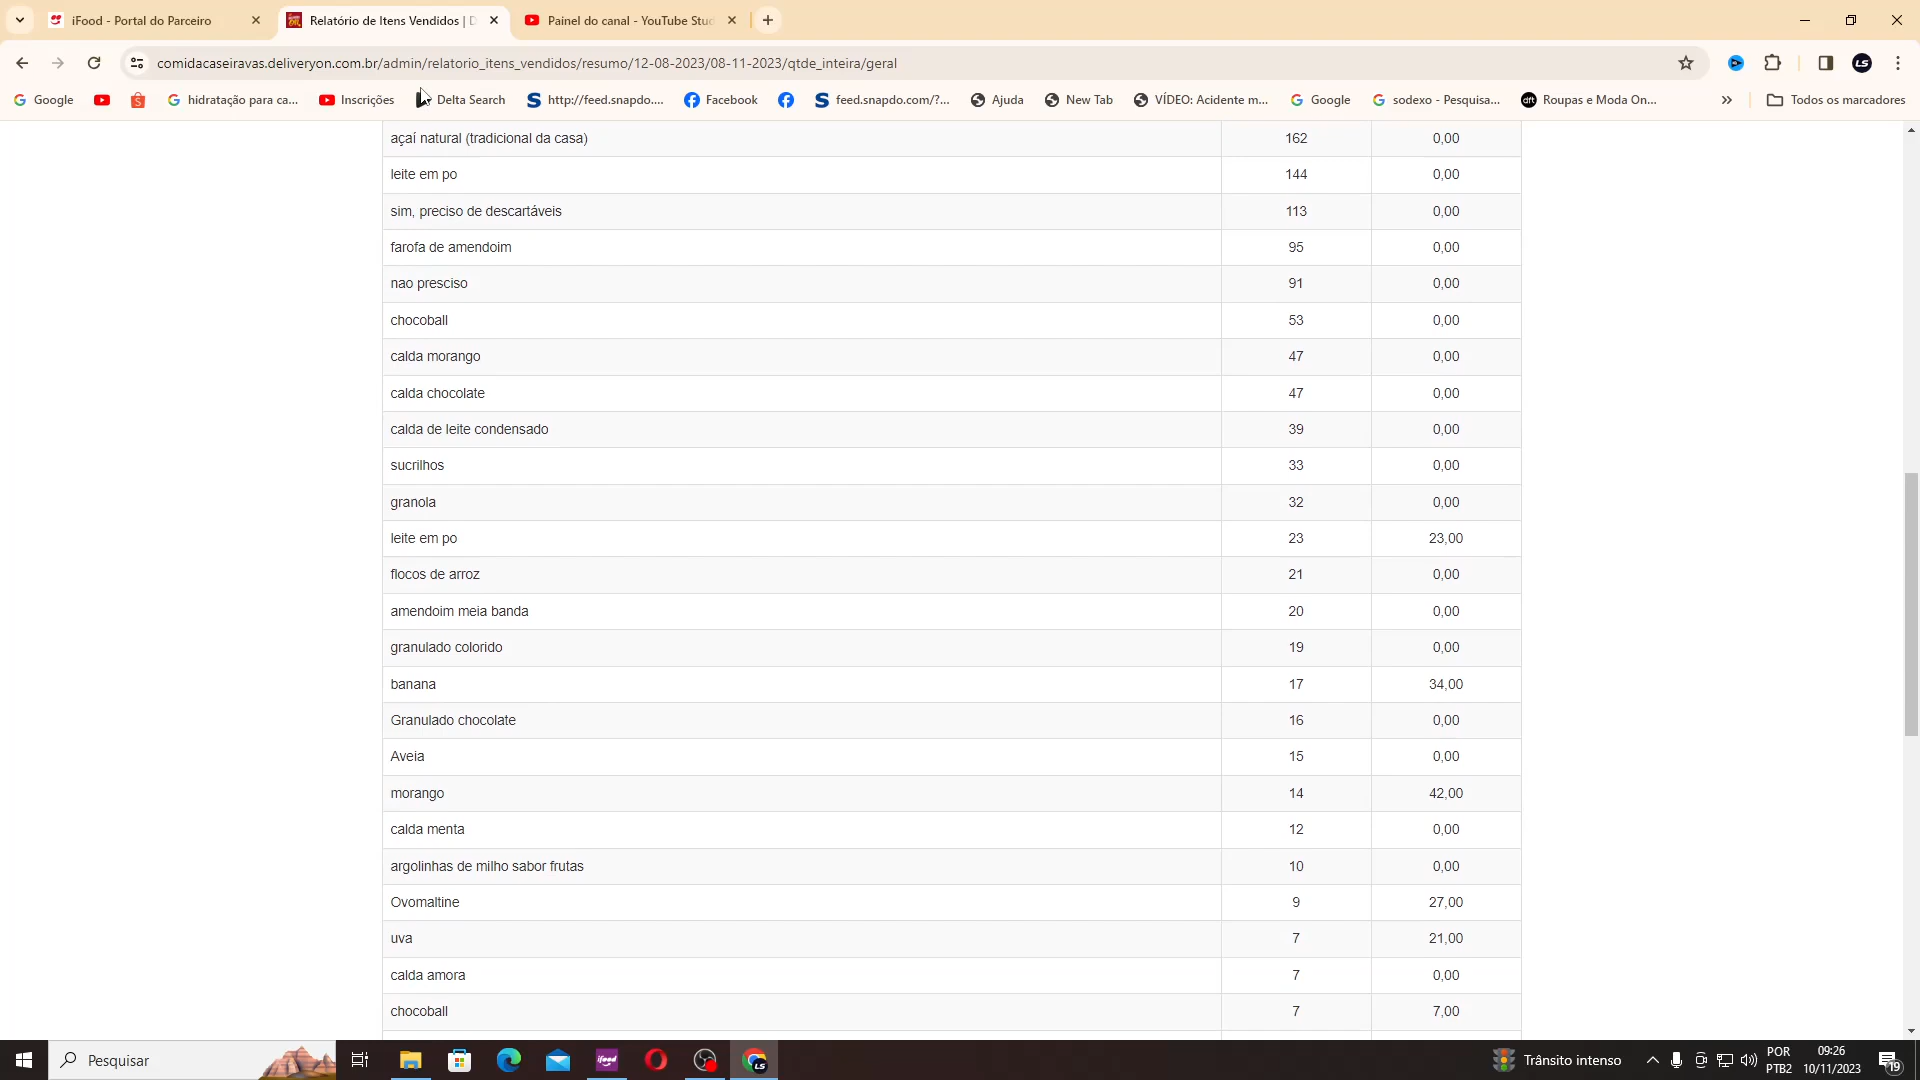 iFood - Portal do Parceiro
Relatório de Itens Vendidos | D
Painel do canal - YouTube Stud
comidacaseiravas.deliveryon.com.br/admin/relatorio_itens_vendidos/resumo/12-08-2023/08-11-2023/qtde_inteira/geral
LS
Google
hidratação para ca...
Inscrições
Delta Search
http://feed.snapdo....
Facebook
feed.snapdo.com/?...
Ajuda
New Tab
VÍDEO: Acidente m...
Google
sodexo - Pesquisa...
dft
Roupas e Moda On...
Todos os marcadores
açaí natural (tradicional da casa) 162 0,00
leite em po 144 0,00
sim, preciso de descartáveis 113 0,00
farofa de amendoim 95 0,00
nao presciso 91 0,00
chocoball 53 0,00
calda morango 47 0,00
calda chocolate 47 0,00
calda de leite condensado 39 0,00
sucrilhos 33 0,00
granola 32 0,00
leite em po 23 23,00
flocos de arroz 21 0,00
amendoim meia banda 20 0,00
granulado colorido 19 0,00
banana 17 34,00
Granulado chocolate 16 0,00
Aveia 15 0,00
morango 14 42,00
calda menta 12 0,00
argolinhas de milho sabor frutas 10 0,00
Ovomaltine 9 27,00
uva 7 21,00
calda amora 7 0,00
chocoball 7 7,00
Pesquisar
ifood
LS
Trânsito intenso
POR
PTB2
09:26
10/11/2023
19